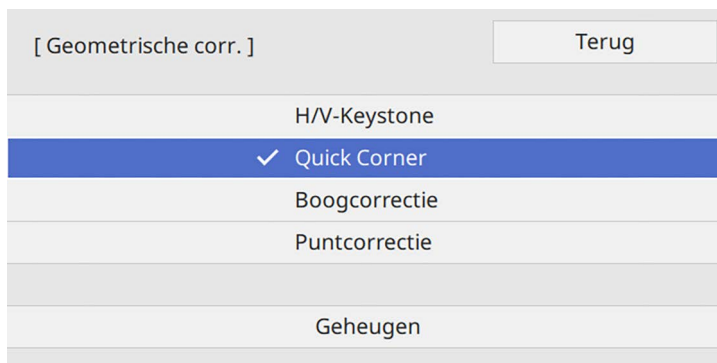 [ Geometrische corr. ]
Terug
H/V-Keystone
Quick Corner
Boogcorrectie
Puntcorrectie
Geheugen